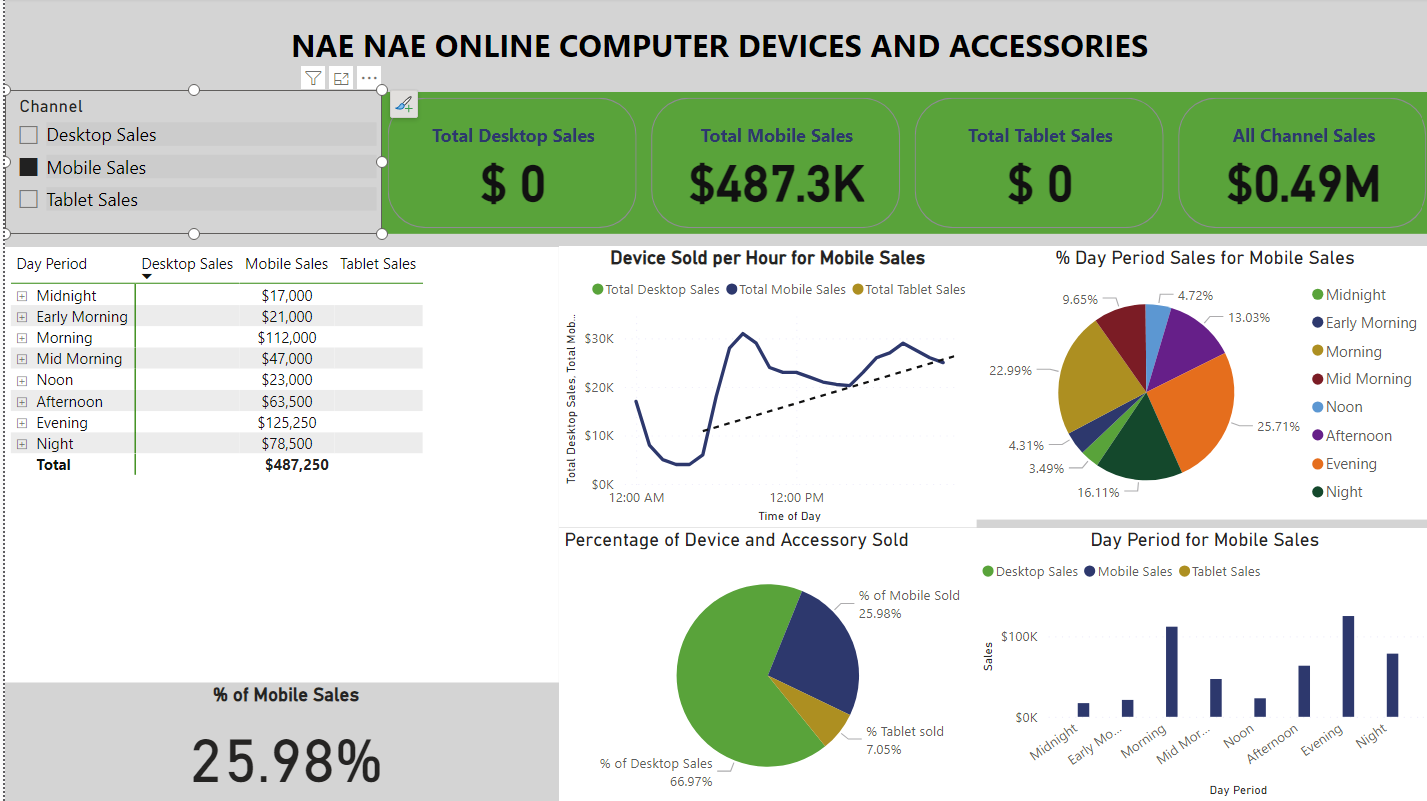 NAE NAE ONLINE COMPUTER DEVICES AND ACCESSORIES
Channel
Desktop Sales
Mobile Sales
Tablet Sales
Total Desktop Sales
$ 0
Total Mobile Sales
$487.3K
Total Tablet Sales
$ 0
All Channel Sales
$0.49M
Day Period Desktop Sales Mobile Sales Tablet Sales
Midnight $17,000
Early Morning $21,000
Morning $112,000
Mid Morning $47,000
Noon $23,000
Afternoon $63,500
Evening $125,250
Night $78,500
Total $487,250
% of Mobile Sales
25.98%
Device Sold per Hour for Mobile Sales
Total Desktop Sales Total Mobile Sales Total Tablet Sales
Total Desktop Sales, Total Mob...
$30K
$20K
$10K
$0K
12:00 AM 12:00 PM
Time of Day
% Day Period Sales for Mobile Sales
4.72%
13.03%
25.71%
16.11%
3.49%
4.31%
22.99%
9.65%
Midnight
Early Morning
Morning
Mid Morning
Noon
Afternoon
Evening
Night
Percentage of Device and Accessory Sold
% of Mobile Sold
25.98%
% Tablet sold
7.05%
% of Desktop Sales
66.97%
Day Period for Mobile Sales
Desktop Sales Mobile Sales Tablet Sales
Sales
$100K
$0K
Midnight Early Mo... Morning Mid Mor... Noon Afternoon Evening Night
Day Period